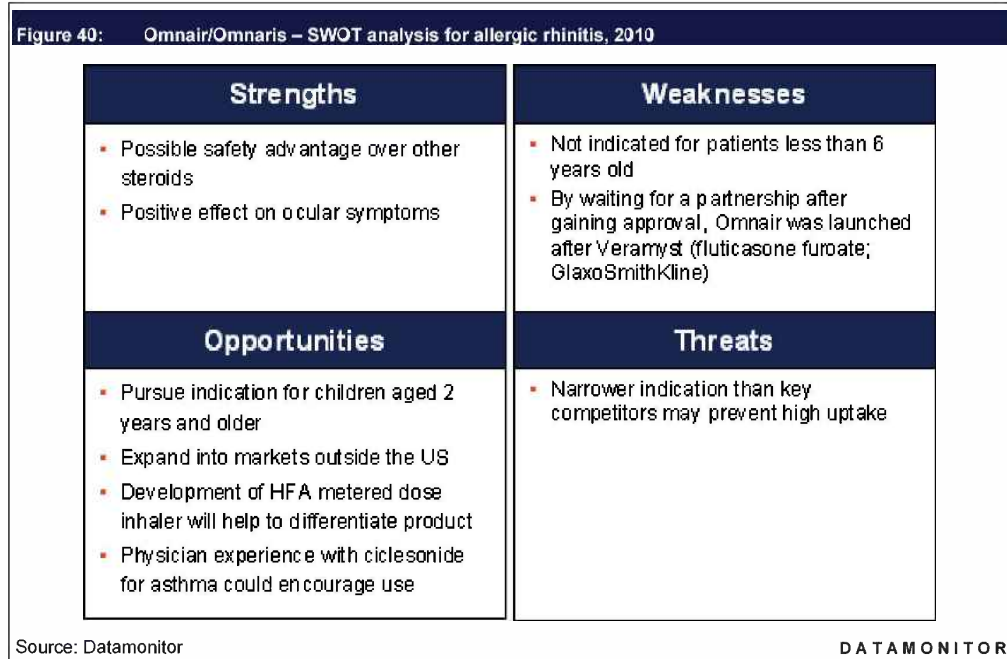 Figure 40: Omnair/Omnaris – SWOT analysis for allergic rhinitis, 2010
Strengths
▪ Possible safety advantage over other
steroids
▪ Positive effect on ocular symptoms
Weaknesses
▪ Not indicated for patients less than 6
years old
▪ By waiting for a partnership after
gaining approval, Omnair was launched
after Veramyst (fluticasone furoate;
GlaxoSmithKline)
Opportunities
▪ Pursue indication for children aged 2
years and older
▪ Expand into markets outside the US
▪ Development of HFA metered dose
inhaler will help to differentiate product
▪ Physician experience with ciclesonide
for asthma could encourage use
Threats
▪ Narrower indication than key
competitors may prevent high uptake
Source: Datamonitor
DATAMONITOR